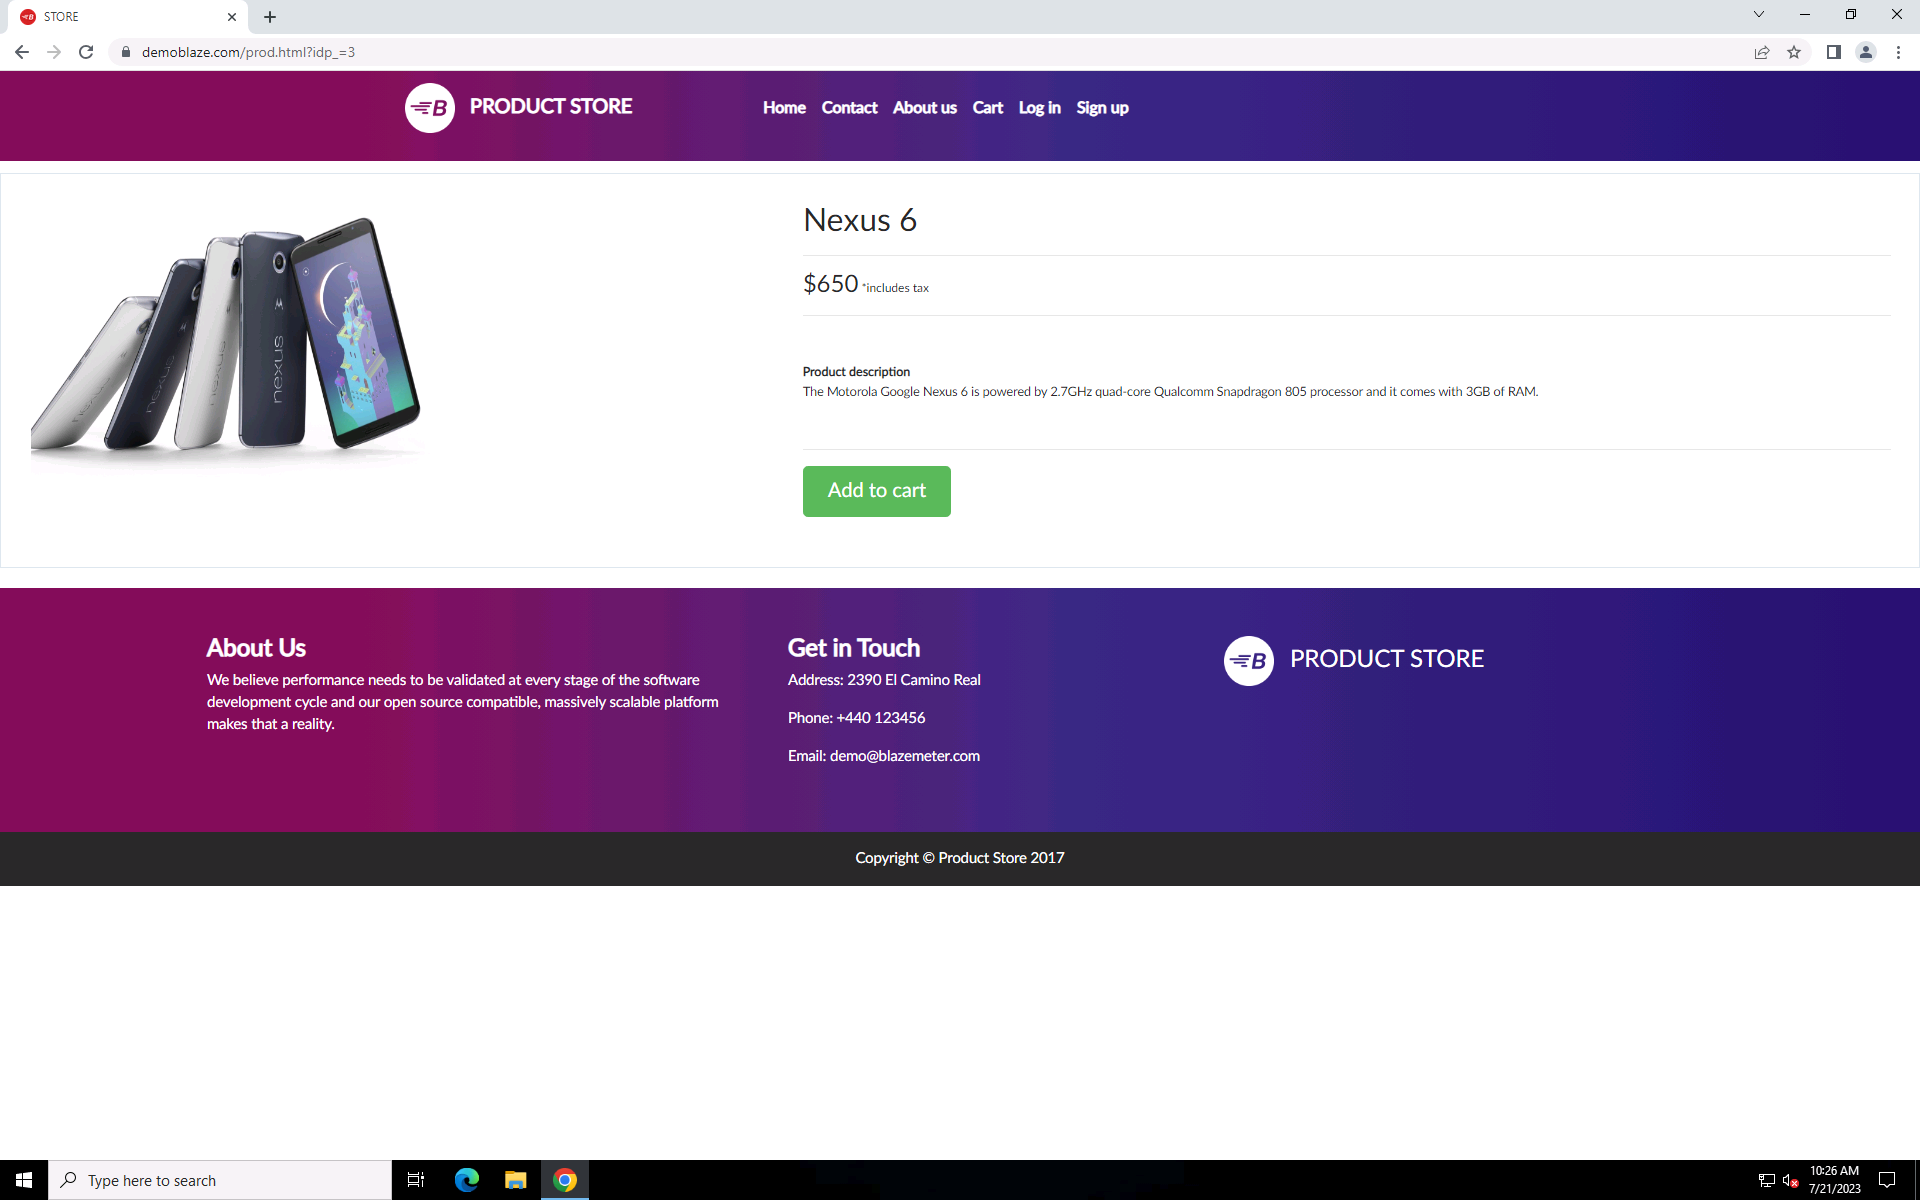 STORE
demoblaze.com/prod.html?idp_=3
B PRODUCT STORE
Home Contact About us Cart Log in Sign up
Nexus 6
$650 *includes tax
Product description
The Motorola Google Nexus 6 is powered by 2.7GHz quad-core Qualcomm Snapdragon 805 processor and it comes with 3GB of RAM.
Add to cart
nexus
nexus
nexus
nexus
About Us
We believe performance needs to be validated at every stage of the software
development cycle and our open source compatible, massively scalable platform
makes that a reality.
Get in Touch
Address: 2390 El Camino Real
Phone: +440 123456
Email: demo@blazemeter.com
B PRODUCT STORE
Copyright © Product Store 2017
Type here to search
10:26 AM
7/21/2023